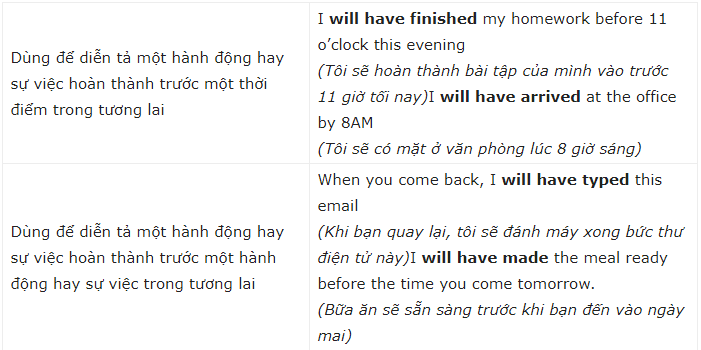 Dùng để diễn tả một hành động hay
sự việc hoàn thành trước một thời
điểm trong tương lai
I will have finished my homework before 11
o’clock this evening
(Tôi sẽ hoàn thành bài tập của mình vào trước
11 giờ tối nay)I will have arrived at the office
by 8AM
(Tôi sẽ có mặt ở văn phòng lúc 8 giờ sáng)
Dùng để diễn tả một hành động hay
sự việc hoàn thành trước một hành
động hay sự việc trong tương lai
When you come back, I will have typed this
email
(Khi bạn quay lại, tôi sẽ đánh máy xong bức thư
điện tử này)I will have made the meal ready
before the time you come tomorrow.
(Bữa ăn sẽ sẵn sàng trước khi bạn đến vào ngày
mai)